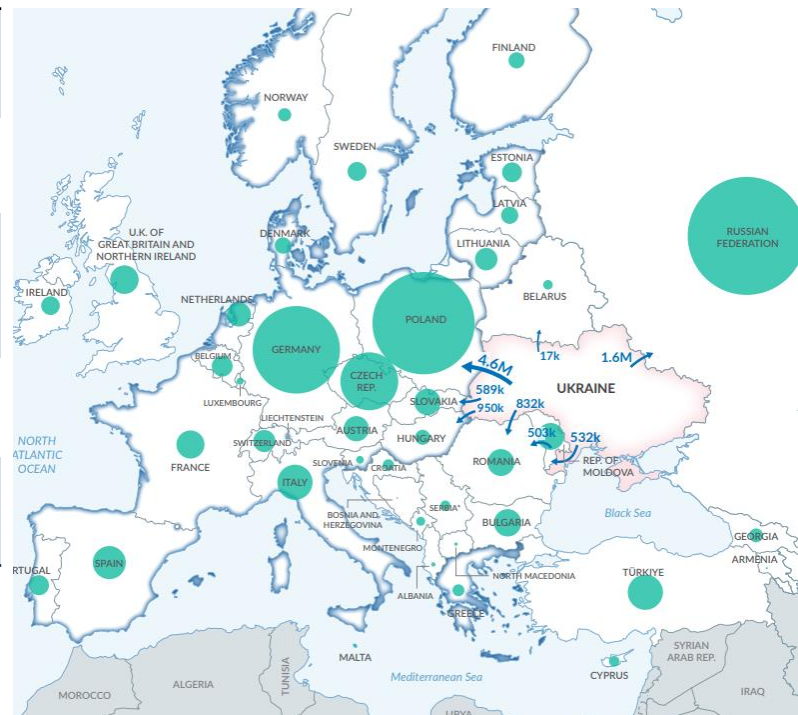 FINLAND
NORWAY
SWEDEN
ESTONIA
LATVIA
DENMARK
LITHUANIA
U.K. OF
GREAT BRITAIN AND
NORTHERN IRELAND
RUSSIAN
FEDERATION
IRELAND
NETHERLANDS
BELARUS
POLAND
GERMANY
BELGIUM
4.6M
17k
1.6M
CZECH
REP.
UKRAINE
589k
LUXEMBOURG
SLOVAKIA
950k
832k
LIECHTENSTEIN
AUSTRIA
503k
532k
NORTH
ATLANTIC
OCEAN
SWITZERLAND
HUNGARY
FRANCE
SLOVENIA
CROATIA
ROMANIA
REP. OF
MOLDOVA
ITALY
SERBIA*
BOSNIA AND
HERZEGOVINA
BULGARIA
Black Sea
GEORGIA
MONTENEGRO
ARMENIA
SPAIN
RTUGAL
NORTH MACEDONIA
TÜRKIYE
ALBANIA
GREECE
MALTA
SYRIAN
ARAB REP.
CYPRUS
Mediterranean Sea
TUNISIA
ALGERIA
MOROCCO
IRAQ
LIBYA